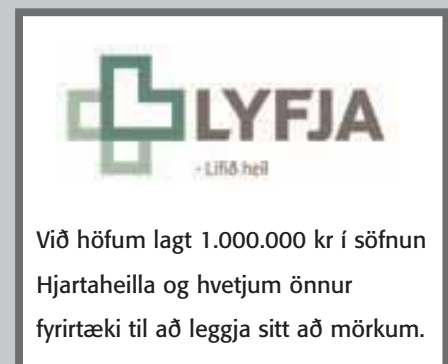 LYFJA
- Lifið heil
Við höfum lagt 1.000.000 kr í söfnun
Hjartaheilla og hvetjum önnur
fyrirtæki til að leggja sitt að mörkum.